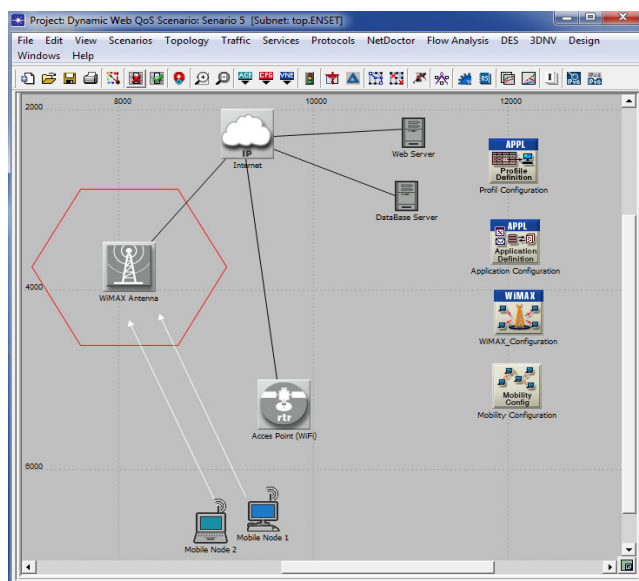 Project: Dynamic Web QoS Scenario: Senario 5 [Subnet: top.ENSET]
File Edit View Scenarios Topology Traffic Services Protocols NetDoctor Flow Analysis DES 3DNV Design
Windows Help
ACE CFG VNE
2000 8000 10000 12000
IP
Internet
Web Server
DataBase Server
APPL
Profile
Definition
Profil Configuration
APPL
Application
Definition
Application Configuration
WiMAX Antenna
4000
WiMAX
WiMAX_Configuration
Mobility
Config
Mobility Configuration
rtr
Acces Point (WiFi)
6000
Mobile Node 1
Mobile Node 2